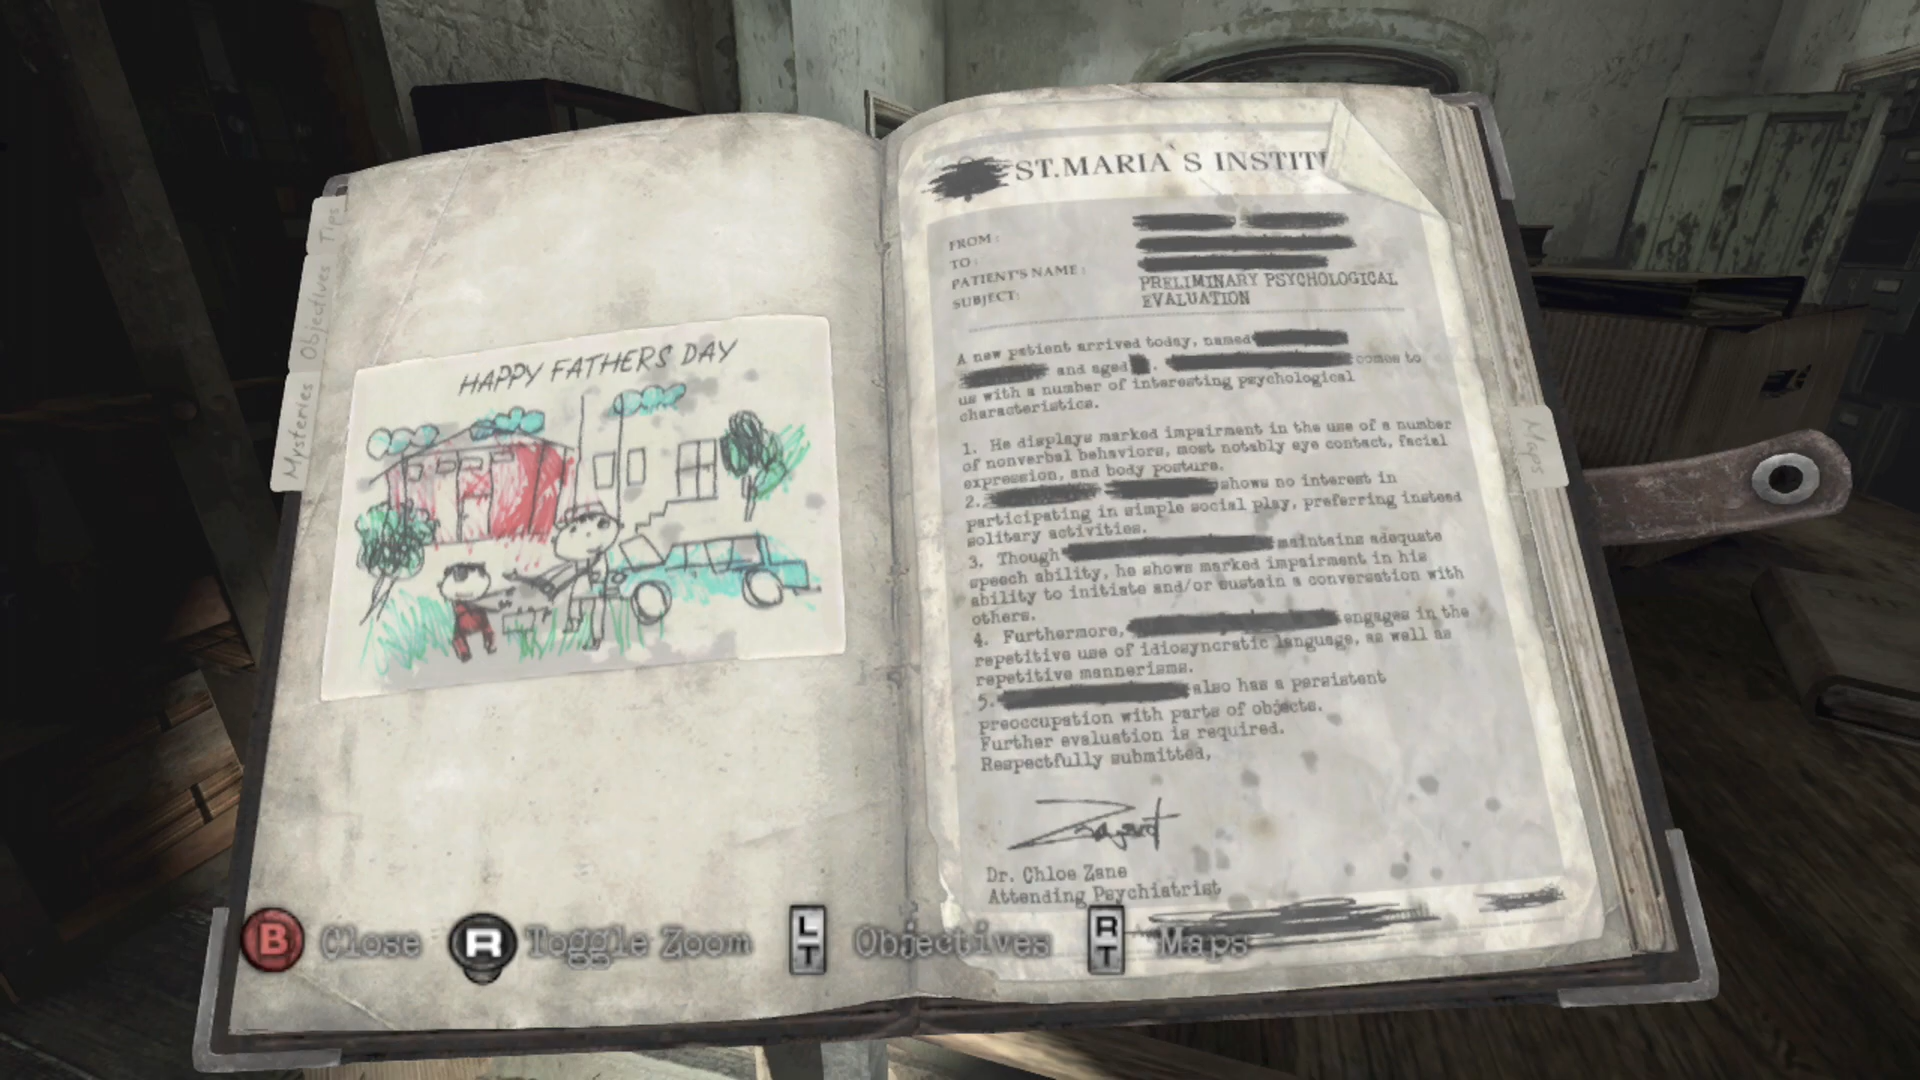 Tips
Objectives
Mysteries
HAPPY FATHERS DAY
ST.MARIA`S INSTIT
FROM:
TO:
PATIENT'S NAME:
SUBJECT:
PRELIMINARY PSYCHOLOGICAL
EVALUATION
A new patient arrived today, named
and aged . comes to
us with a number of interesting psychological
characteristics.
1. He displays marked impairment in the use of a number
of nonverbal behaviors, most notably eye contact, facial
expression, and body posture.
2. shows no interest in
participating in simple social play, preferring instead
solitary activities.
3. Though maintains adequate
speech ability, he shows marked impairment in his
ability to initiate and/or sustain a conversation with
others.
4. Furthermore, engages in the
repetitive use of idiosyncratic language, as well as
repetitive mannerisms.
5. also has a persistent
preoccupation with parts of objects.
Further evaluation is required.
Respectfully submitted,
Dr. Chloe Zane
Attending Psychiatrist
Maps
B Close R Toggle Zoom LT Objectives RT Maps